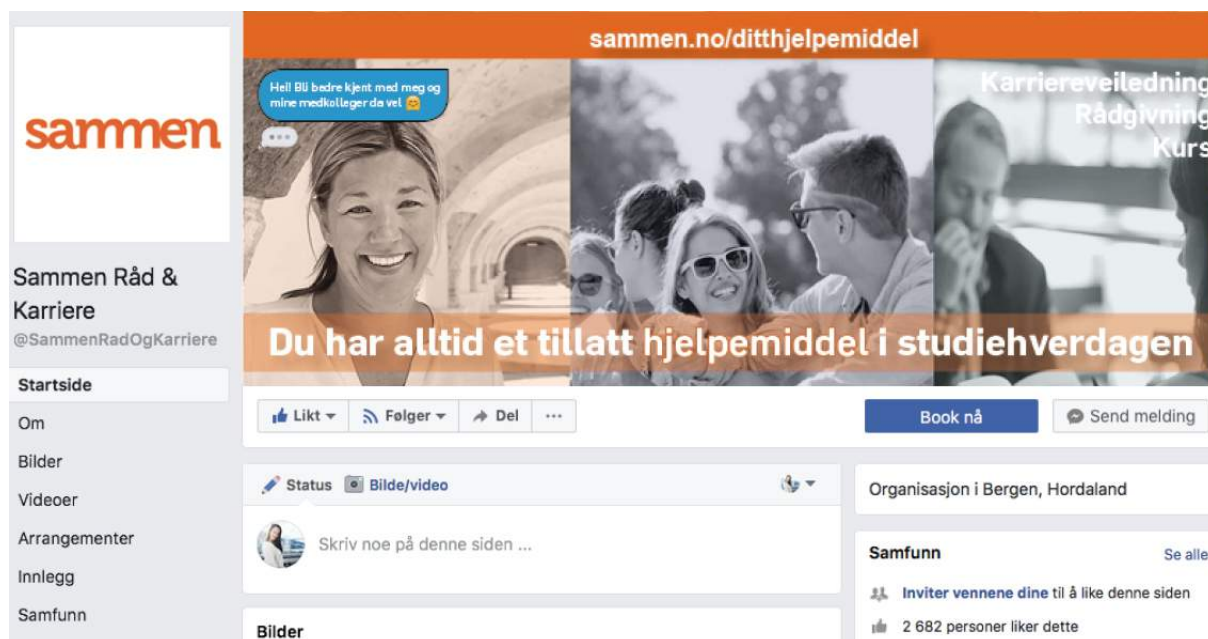 sammen
Sammen Råd &
Karriere
@SammenRadOgKarriere
Startside
Om
Bilder
Videoer
Arrangementer
Innlegg
Samfunn
sammen.no/ditthjelpemiddel
Hei! Bli bedre kjent med meg og
mine medkolleger da vel 🤗
Karriereveiledning
Rådgivning
Kurs
Du har alltid et tillatt hjelpemiddel i studiehverdagen
Likt
Følger
Del
...
Book nå
Send melding
Status
Bilde/video
Skriv noe på denne siden ...
Bilder
Organisasjon i Bergen, Hordaland
Samfunn
Se alle
Inviter vennene dine til å like denne siden
2 682 personer liker dette